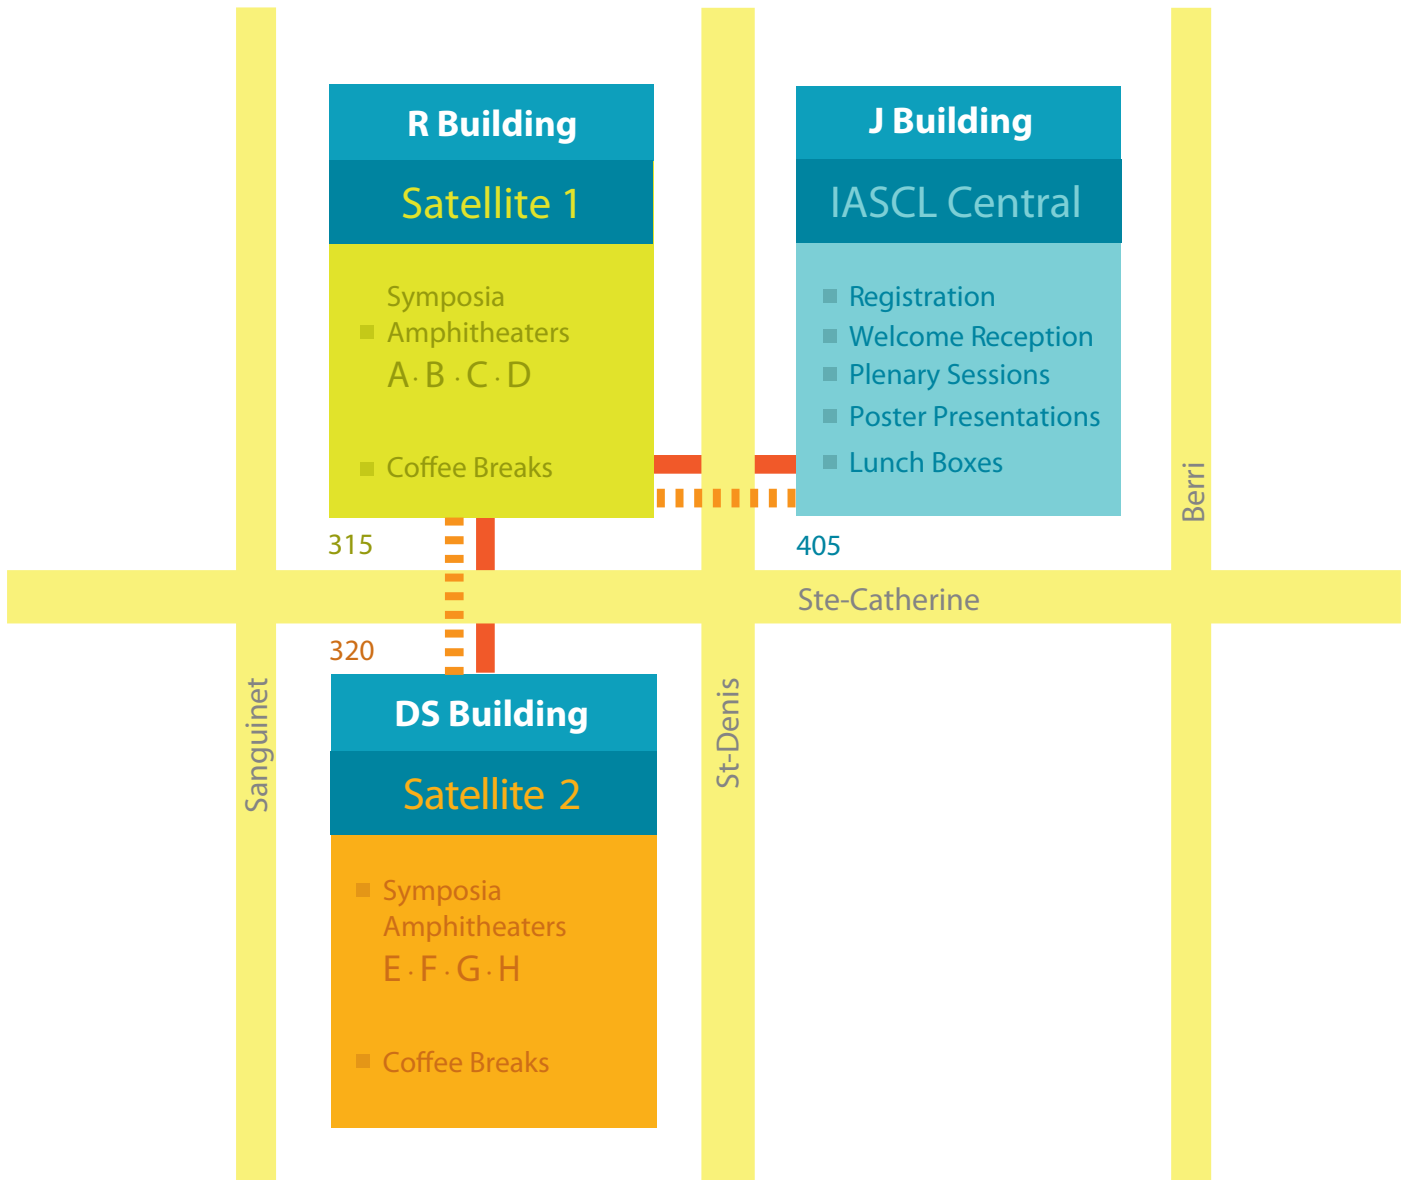 R Building
Satellite 1
Symposia
Amphitheaters
A · B · C · D
Coffee Breaks
315
J Building
IASCL Central
Registration
Welcome Reception
Plenary Sessions
Poster Presentations
Lunch Boxes
405
Berri
Ste-Catherine
320
DS Building
Satellite 2
Symposia
Amphitheaters
E · F · G · H
Coffee Breaks
Sanguinet
St-Denis